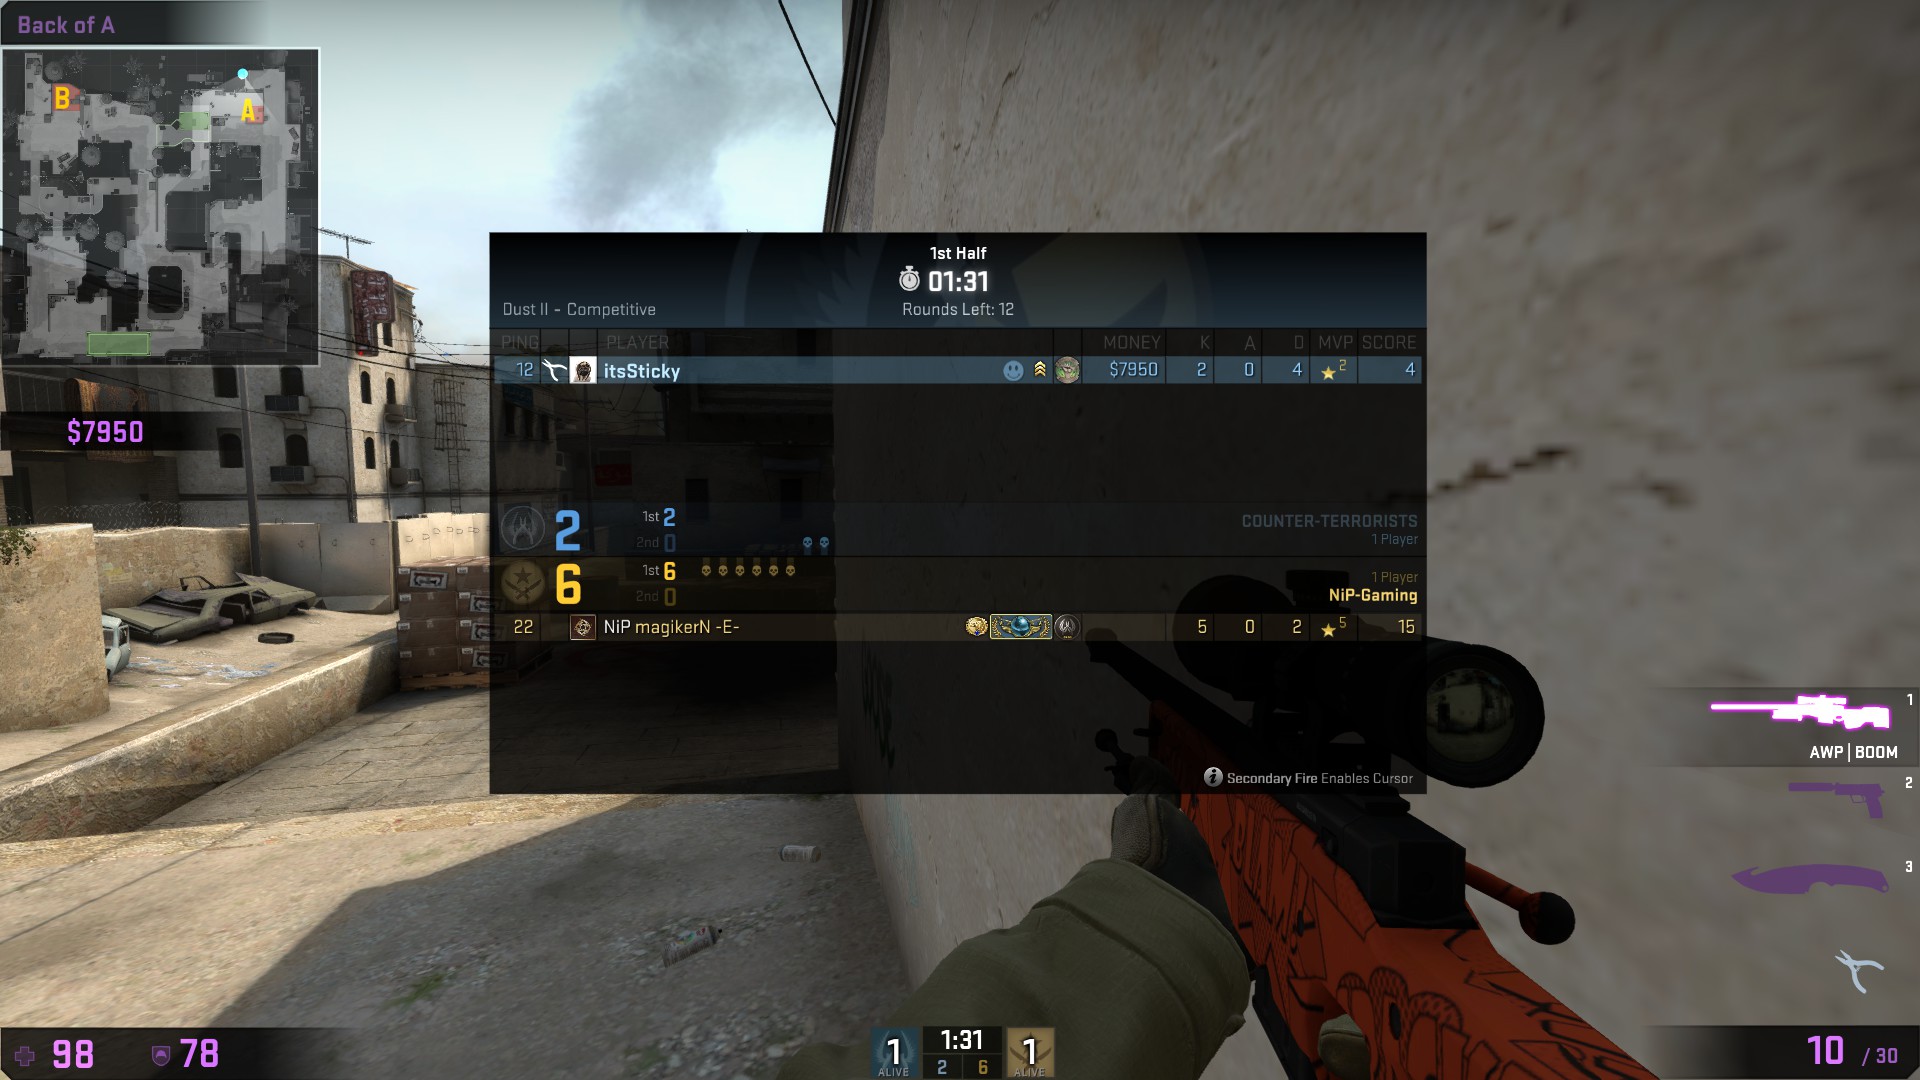 Back of A
B
A
$7950
1st Half
01:31
Dust II - Competitive
Rounds Left: 12
PING PLAYER MONEY K A D MVP SCORE
12 itsSticky $7950 2 0 4 2 4
2
1st 2
2nd 0
COUNTER-TERRORISTS
1 Player
6
1st 6
2nd 0
1 Player
NiP-Gaming
22 NiP magikerN -E- 5 0 2 5 15
Secondary Fire Enables Cursor
1
AWP | BOOM
2
3
98 78
1 ALIVE
1:31
2 6
1 ALIVE
10 / 30